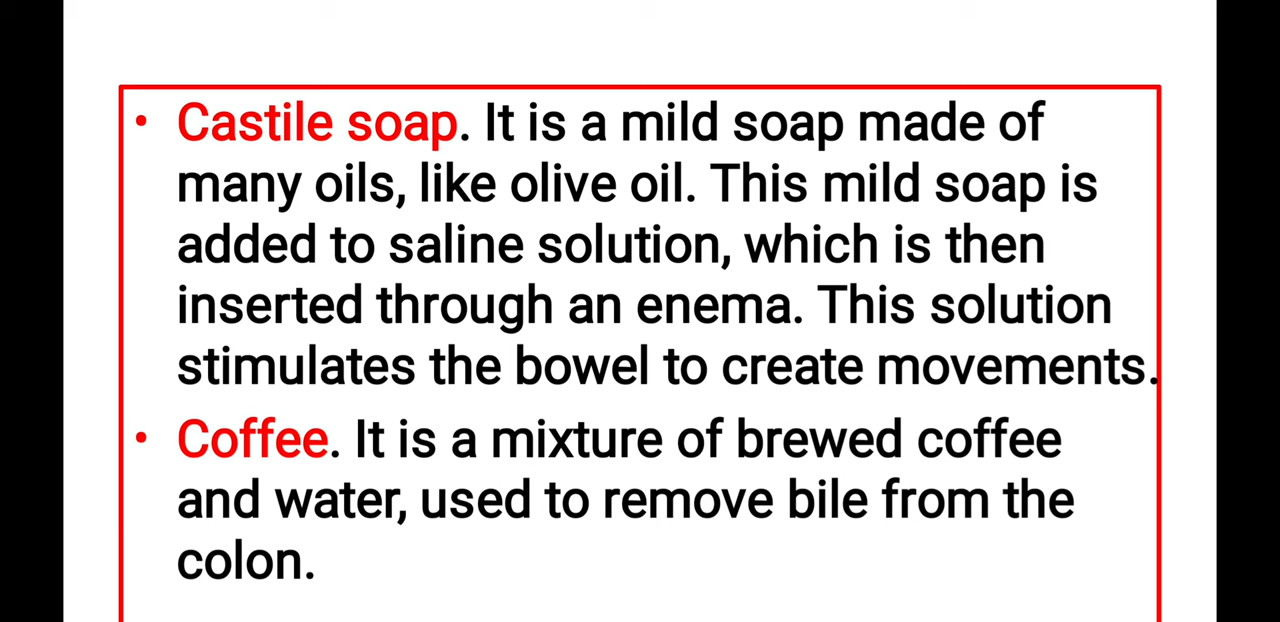 • Castile soap. It is a mild soap made of
many oils, like olive oil. This mild soap is
added to saline solution, which is then
inserted through an enema. This solution
stimulates the bowel to create movements.
• Coffee. It is a mixture of brewed coffee
and water, used to remove bile from the
colon.